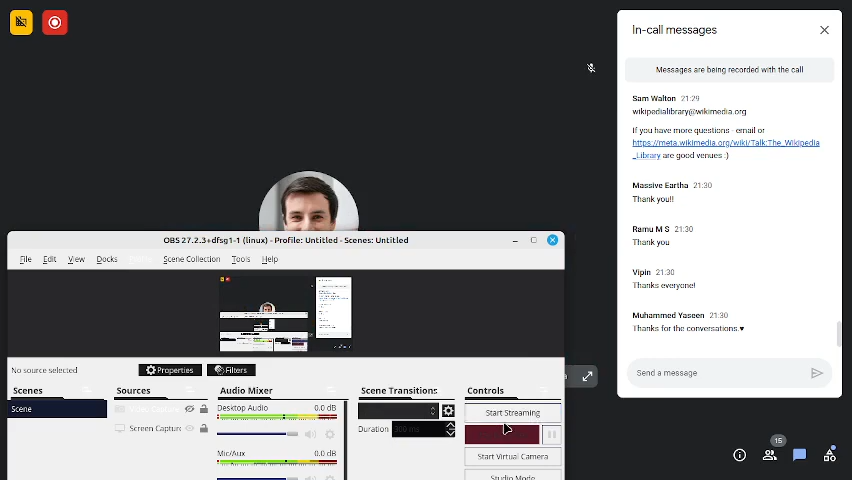 In-call messages
Messages are being recorded with the call
Sam Walton 21:29
wikipedialibrary@wikimedia.org
If you have more questions - email or
https://meta.wikimedia.org/wiki/Talk:The_Wikipedia
_Library are good venues :)
Massive Eartha 21:30
Thank you!!
Ramu M S 21:30
Thank you
Vipin 21:30
Thanks everyone!
Muhammed Yaseen 21:30
Thanks for the conversations.♥
Send a message
15
OBS 27.2.3+dfsg1-1 (linux) - Profile: Untitled - Scenes: Untitled
File Edit View Docks Scene Collection Tools Help
No source selected
Properties
Filters
Scenes
Scene
Sources
Screen Capture
Audio Mixer
Desktop Audio 0.0 dB
Mic/Aux 0.0 dB
Scene Transitions
Duration 300 ms
Controls
Start Streaming
Start Virtual Camera
Studio Mode